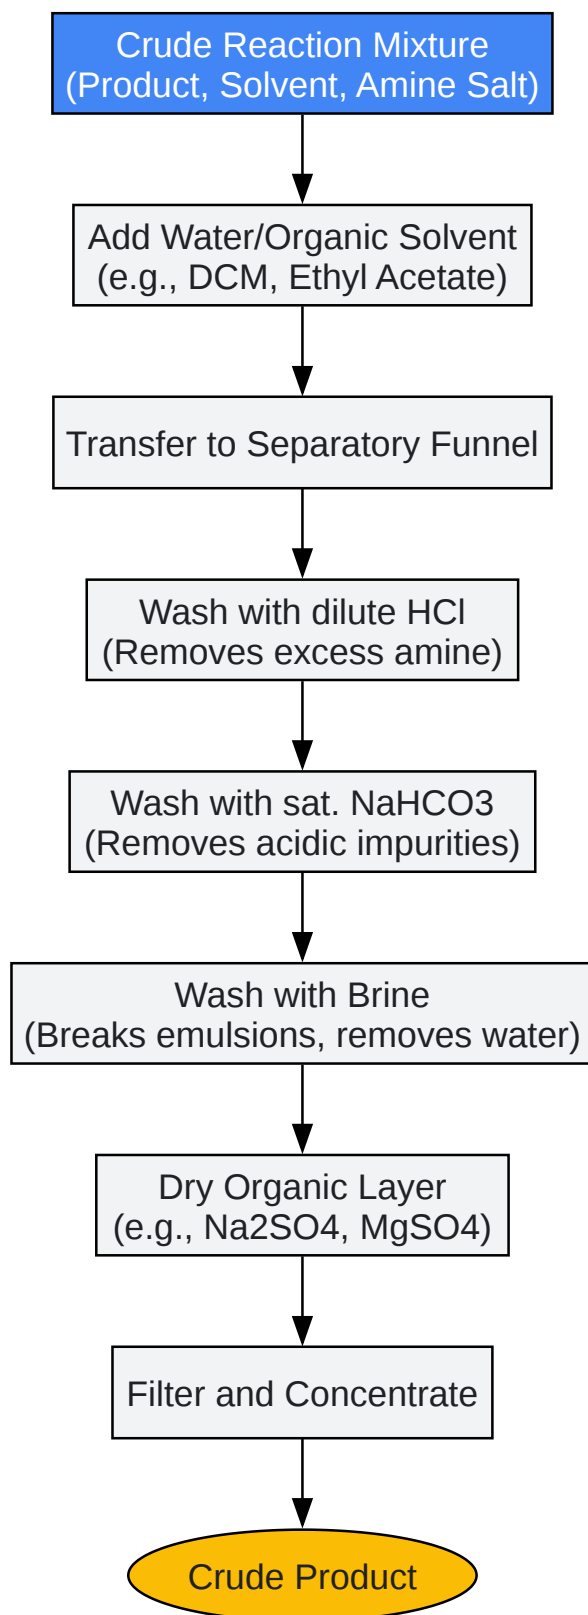 Crude Reaction Mixture
(Product, Solvent, Amine Salt)
Add Water/Organic Solvent
(e.g., DCM, Ethyl Acetate)
Transfer to Separatory Funnel
Wash with dilute HCl
(Removes excess amine)
Wash with sat. NaHCO3
(Removes acidic impurities)
Wash with Brine
(Breaks emulsions, removes water)
Dry Organic Layer
(e.g., Na2SO4, MgSO4)
Filter and Concentrate
Crude Product